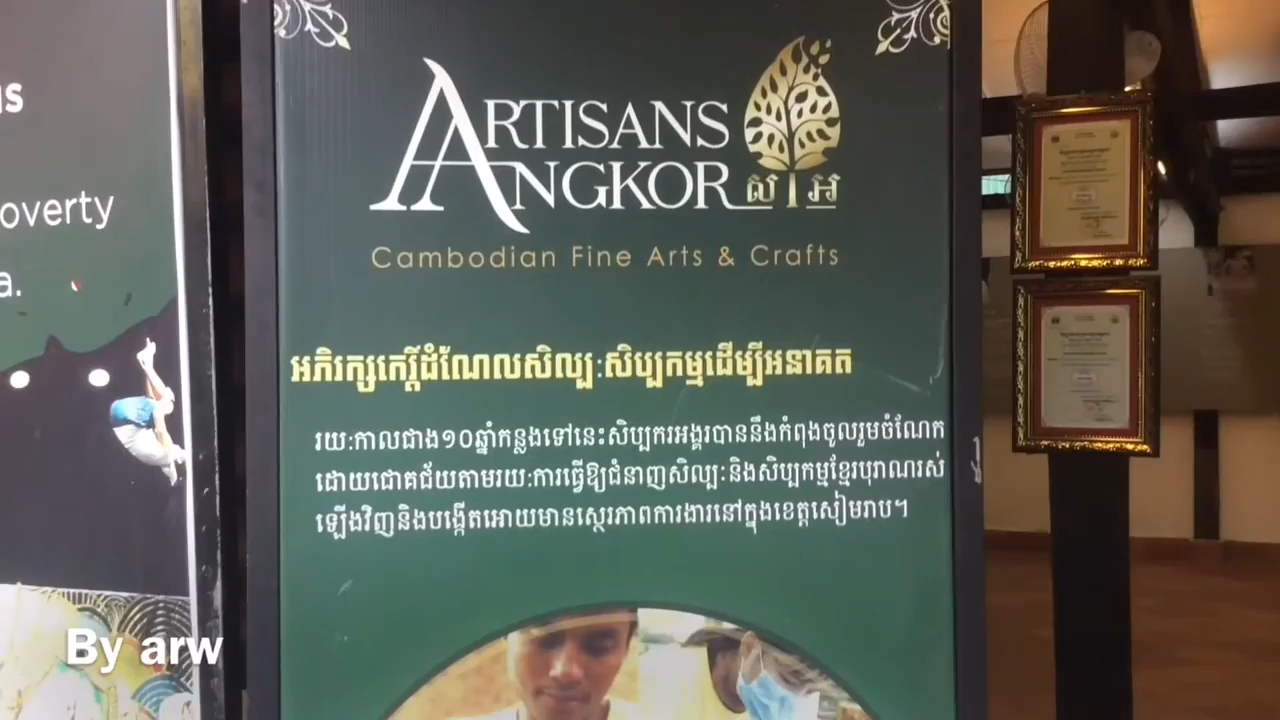 overty
a.
ARTISANS
ANGKOR
ស អ
Cambodian Fine Arts & Crafts
អភិរក្សកេរ្តិ៍ដំណែលសិល្បៈសិប្បកម្មដើម្បីអនាគត
រយៈកាលជាង១០ឆ្នាំកន្លងទៅនេះសិប្បករអង្គរបាននឹងកំពុងចូលរួមចំណែក
ដោយជោគជ័យតាមរយៈការធ្វើឱ្យជំនាញសិល្បៈនិងសិប្បកម្មខ្មែរបុរាណរស់
ឡើងវិញនិងបង្កើតអោយមានស្ថេរភាពការងារនៅក្នុងខេត្តសៀមរាប។
By arw